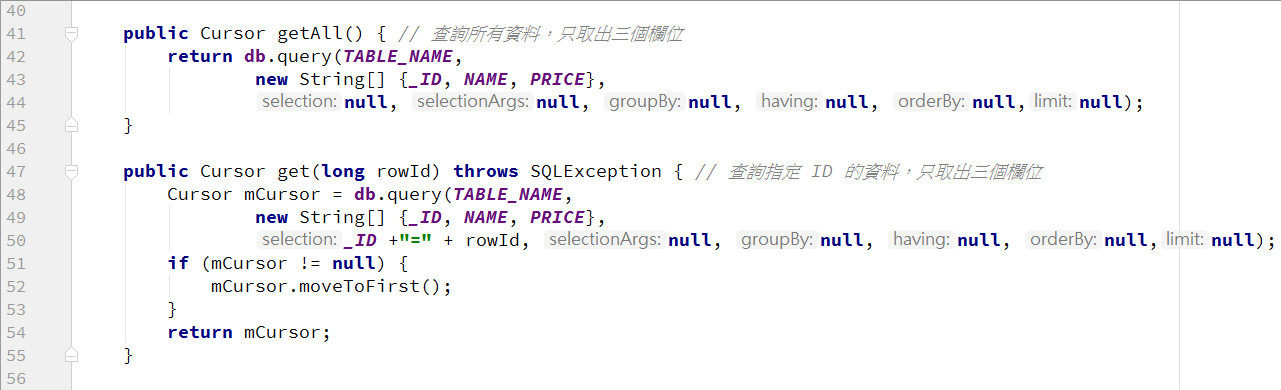 40
41 public Cursor getAll() { // 查詢所有資料，只取出三個欄位
42 return db.query(TABLE_NAME,
43 new String[] {_ID, NAME, PRICE},
44 selection: null, selectionArgs: null, groupBy: null, having: null, orderBy: null, limit: null);
45 }
46
47 public Cursor get(long rowId) throws SQLException { // 查詢指定 ID 的資料，只取出三個欄位
48 Cursor mCursor = db.query(TABLE_NAME,
49 new String[] {_ID, NAME, PRICE},
50 selection: _ID +"=" + rowId, selectionArgs: null, groupBy: null, having: null, orderBy: null, limit: null);
51 if (mCursor != null) {
52 mCursor.moveToFirst();
53 }
54 return mCursor;
55 }
56